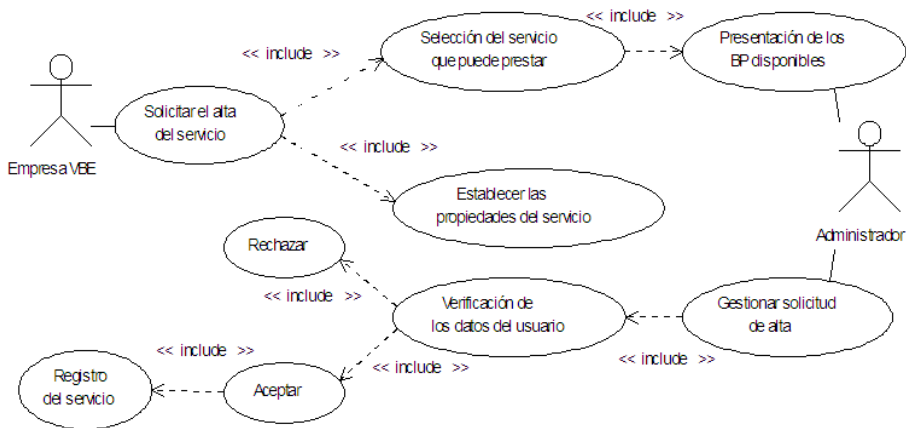 << include >>
Selección del servicio
que puede prestar
<< include >>
Presentación de los
BP disponibles
Solicitar el alta
del servicio
Empresa VBE
<< include >>
Establecer las
propiedades del servicio
Administrador
Rechazar
<< include >>
Verificación de
los datos del usuario
Gestionar solicitud
de alta
<< include >>
<< include >>
Aceptar
<< include >>
Registro
del servicio